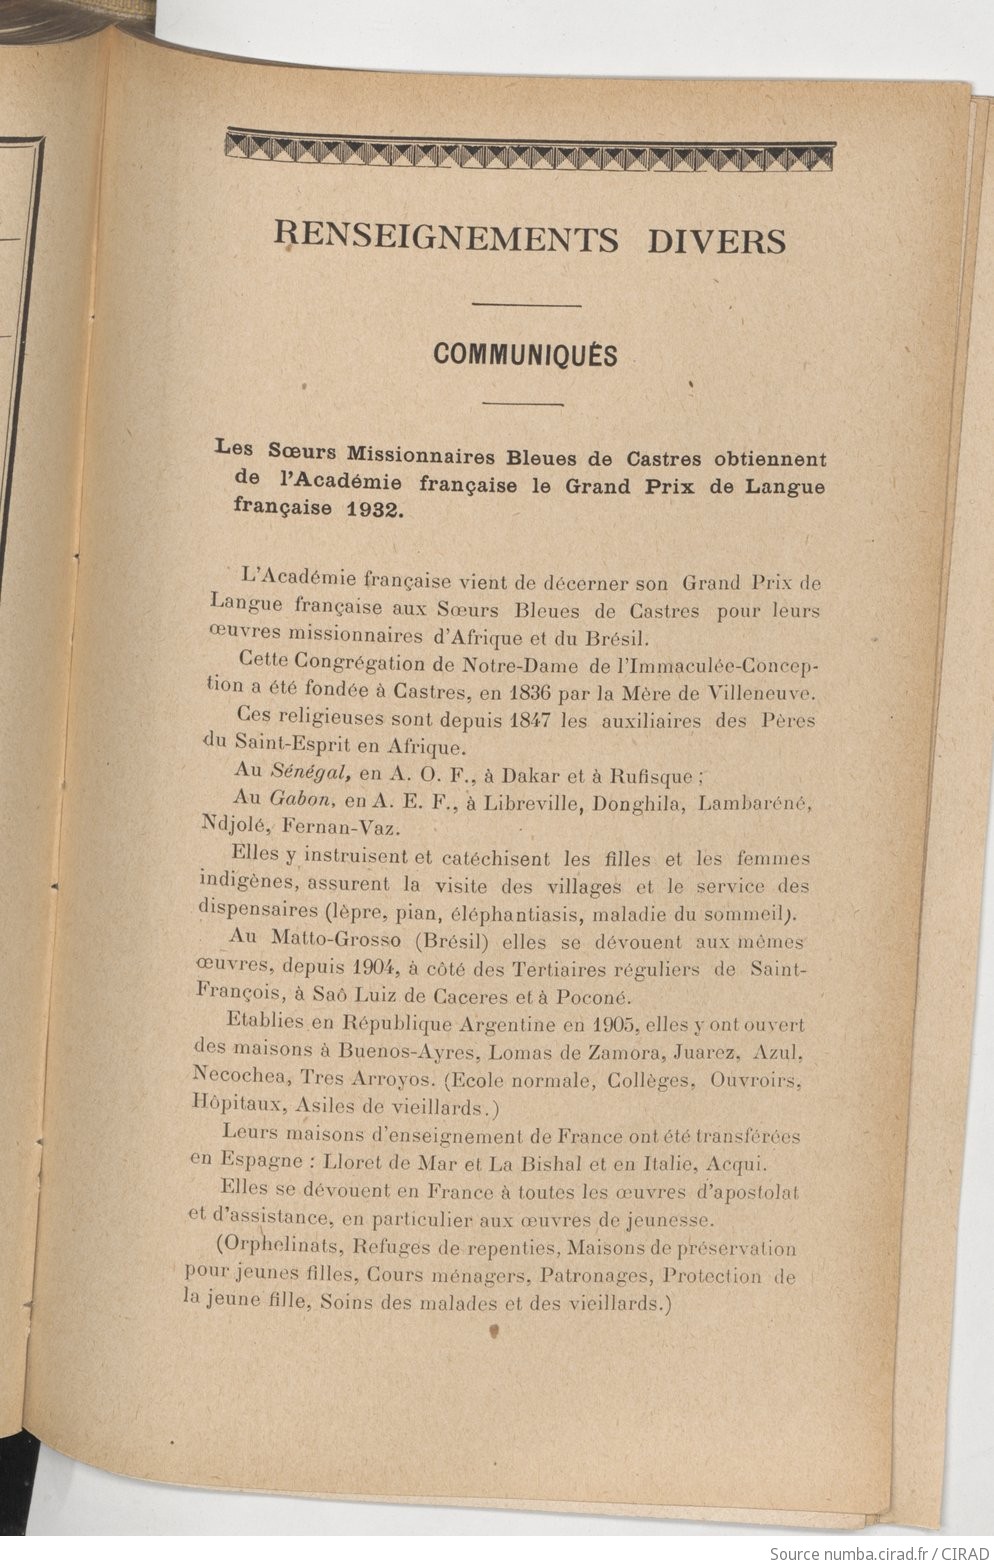 RENSEIGNEMENTS DIVERS
COMMUNIQUÉS
Les Sœurs Missionnaires Bleues de Castres obtiennent
de l'Académie française le Grand Prix de Langue
française 1932.
L'Académie française vient de décerner son Grand Prix de
Langue française aux Sœurs Bleues de Castres pour leurs
œuvres missionnaires d'Afrique et du Brésil.
Cette Congrégation de Notre-Dame de l'Immaculée-Concep-
tion a été fondée à Castres, en 1836 par la Mère de Villeneuve.
Ces religieuses sont depuis 1847 les auxiliaires des Pères
du Saint-Esprit en Afrique.
Au Sénégal, en A. O. F., à Dakar et à Rufisque ;
Au Gabon, en A. E. F., à Libreville, Donghila, Lambaréné,
Ndjolé, Fernan-Vaz.
Elles y instruisent et catéchisent les filles et les femmes
indigènes, assurent la visite des villages et le service des
dispensaires (lèpre, pian, éléphantiasis, maladie du sommeil).
Au Matto-Grosso (Brésil) elles se dévouent aux mêmes
œuvres, depuis 1904, à côté des Tertiaires réguliers de Saint-
François, à Saô Luiz de Caceres et à Poconé.
Etablies en République Argentine en 1905, elles y ont ouvert
des maisons à Buenos-Ayres, Lomas de Zamora, Juarez, Azul,
Necochea, Tres Arroyos. (Ecole normale, Collèges, Ouvroirs,
Hôpitaux, Asiles de vieillards.)
Leurs maisons d'enseignement de France ont été transférées
en Espagne : Lloret de Mar et La Bishal et en Italie, Acqui.
Elles se dévouent en France à toutes les œuvres d'apostolat
et d'assistance, en particulier aux œuvres de jeunesse.
(Orphelinats, Refuges de repenties, Maisons de préservation
pour jeunes filles, Cours ménagers, Patronages, Protection de
la jeune fille, Soins des malades et des vieillards.)
Source numba.cirad.fr / CIRAD